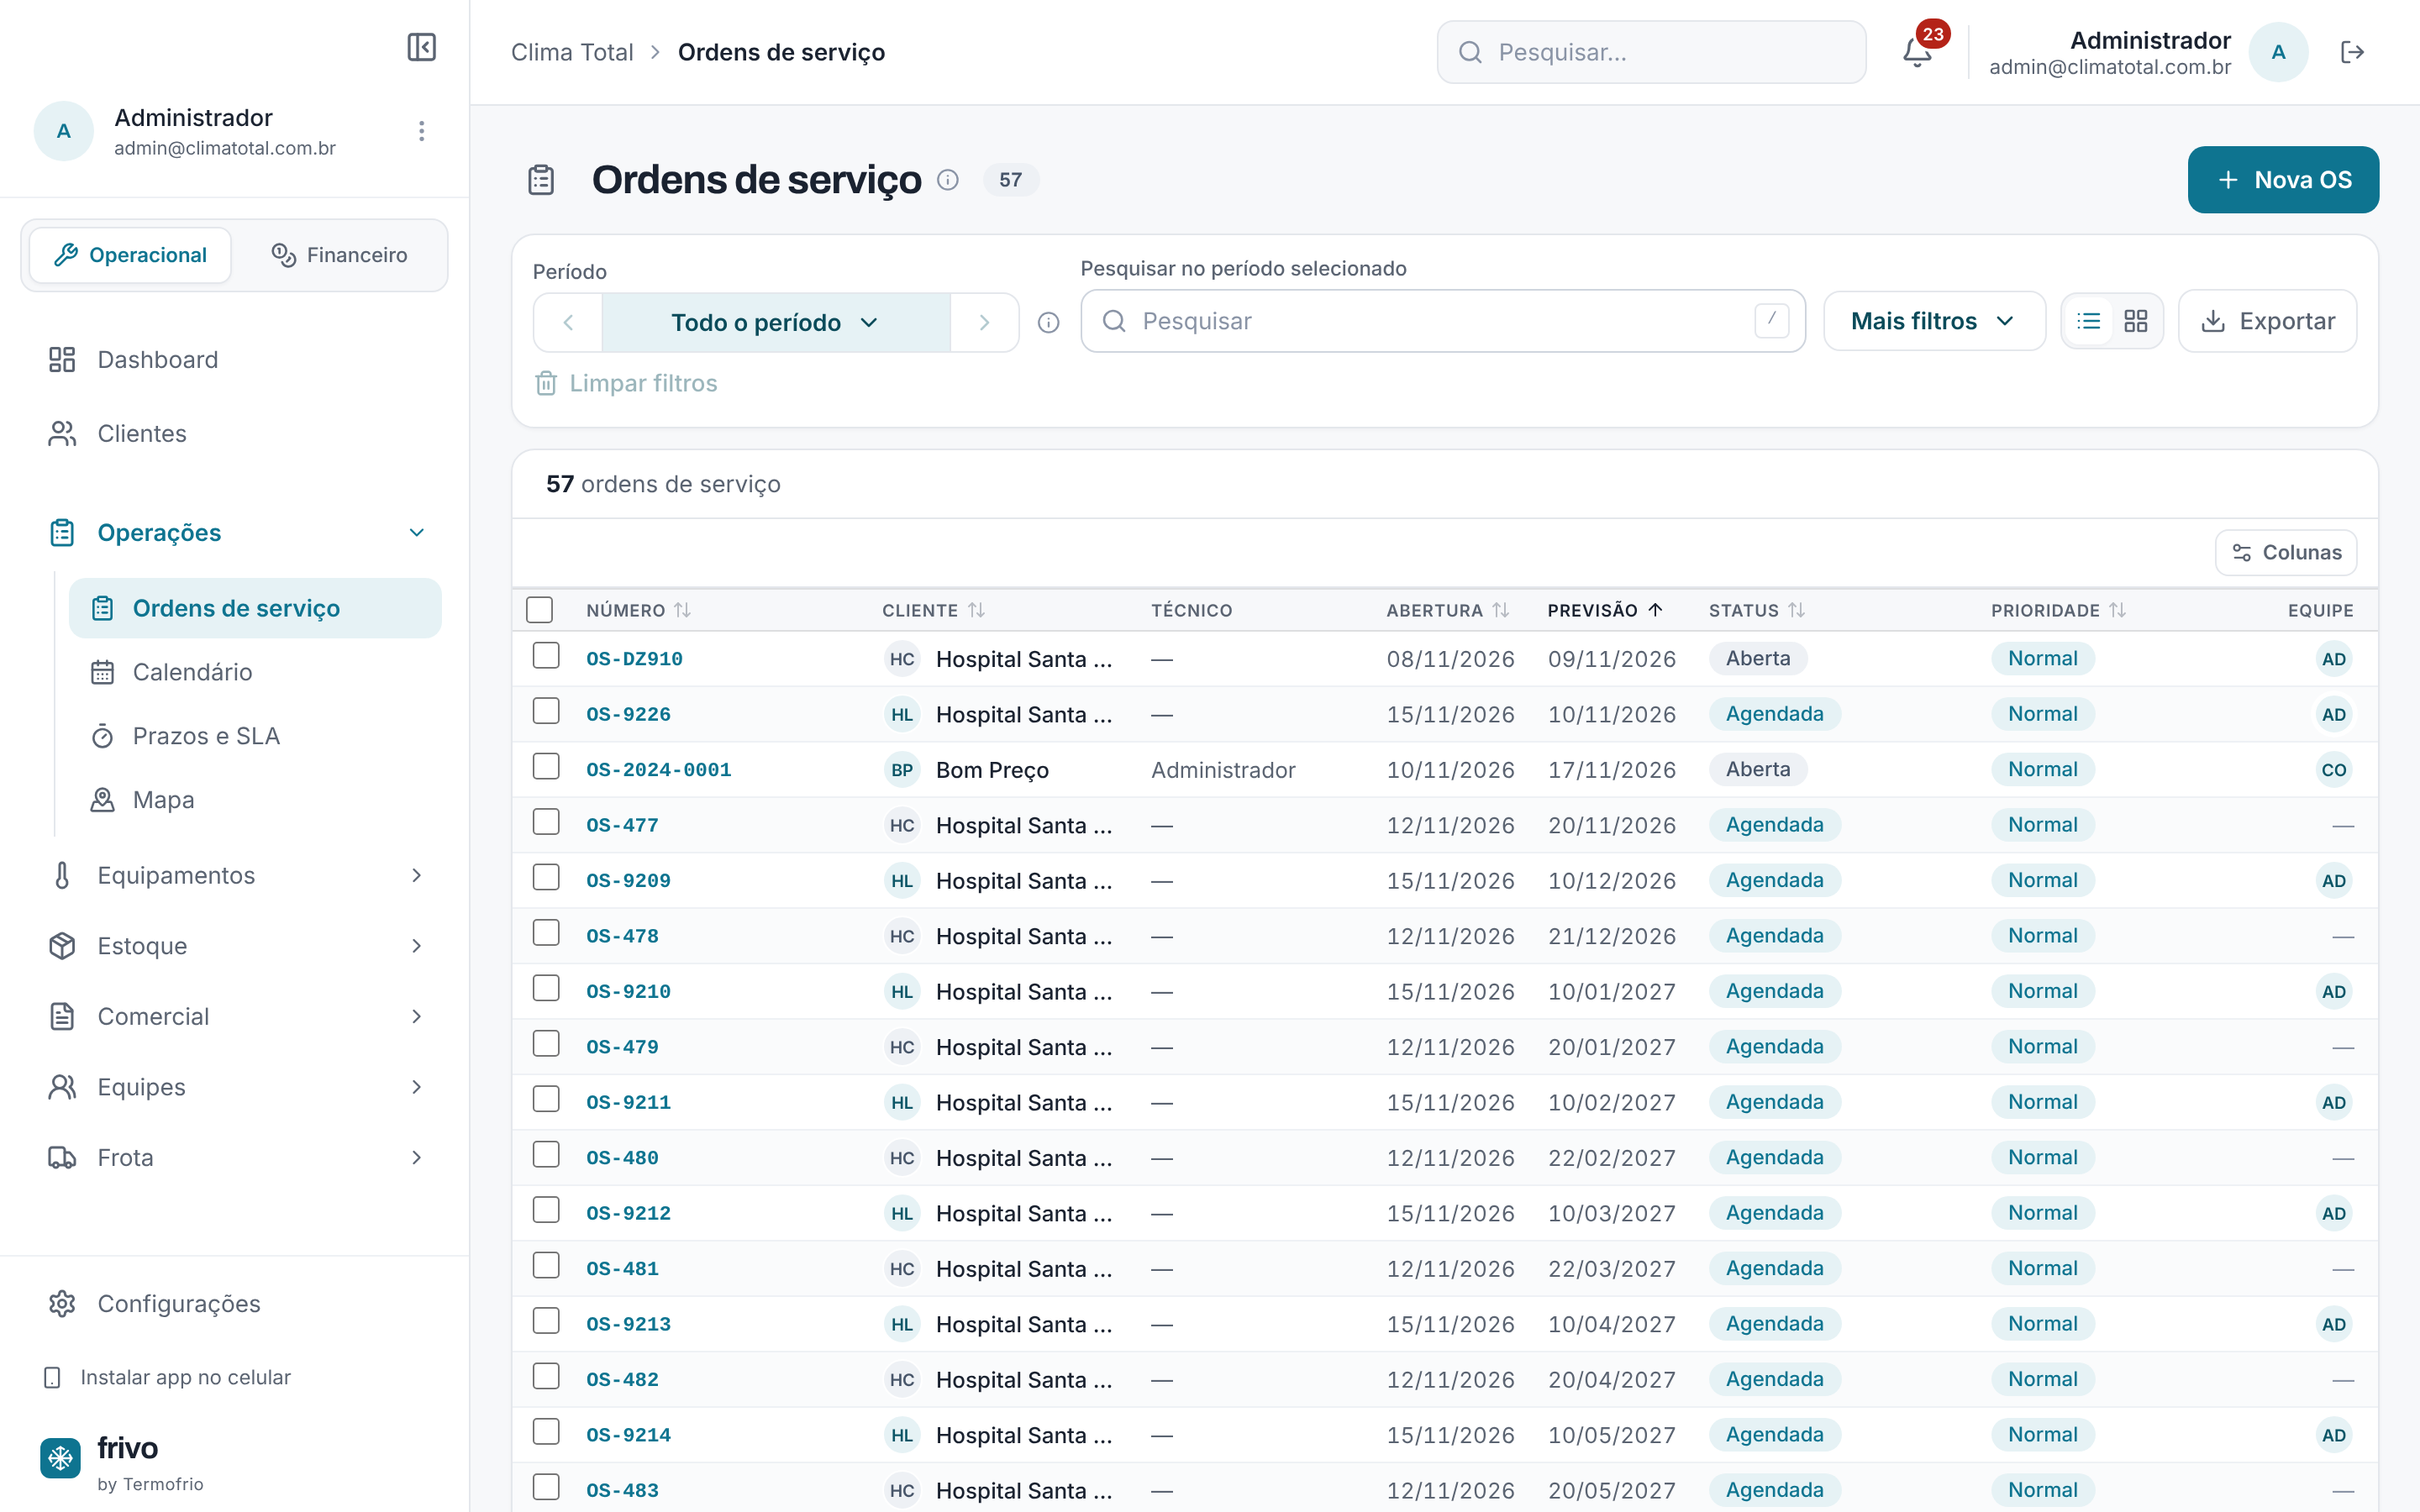 Clima Total > Ordens de serviço
Pesquisar...
23
Administrador
admin@climatotal.com.br
A
A
Administrador
admin@climatotal.com.br
Operacional
Financeiro
Dashboard
Clientes
Operações
Ordens de serviço
Calendário
Prazos e SLA
Mapa
Equipamentos
Estoque
Comercial
Equipes
Frota
Configurações
Instalar app no celular
frivo
by Termofrio
Ordens de serviço 57
+ Nova OS
Período
Todo o período
Pesquisar no período selecionado
Pesquisar /
Mais filtros
Exportar
Limpar filtros
57 ordens de serviço
Colunas
NÚMERO CLIENTE TÉCNICO ABERTURA PREVISÃO STATUS PRIORIDADE EQUIPE
OS-DZ910 HC Hospital Santa ... — 08/11/2026 09/11/2026 Aberta Normal AD
OS-9226 HL Hospital Santa ... — 15/11/2026 10/11/2026 Agendada Normal AD
OS-2024-0001 BP Bom Preço Administrador 10/11/2026 17/11/2026 Aberta Normal CO
OS-477 HC Hospital Santa ... — 12/11/2026 20/11/2026 Agendada Normal —
OS-9209 HL Hospital Santa ... — 15/11/2026 10/12/2026 Agendada Normal AD
OS-478 HC Hospital Santa ... — 12/11/2026 21/12/2026 Agendada Normal —
OS-9210 HL Hospital Santa ... — 15/11/2026 10/01/2027 Agendada Normal AD
OS-479 HC Hospital Santa ... — 12/11/2026 20/01/2027 Agendada Normal —
OS-9211 HL Hospital Santa ... — 15/11/2026 10/02/2027 Agendada Normal AD
OS-480 HC Hospital Santa ... — 12/11/2026 22/02/2027 Agendada Normal —
OS-9212 HL Hospital Santa ... — 15/11/2026 10/03/2027 Agendada Normal AD
OS-481 HC Hospital Santa ... — 12/11/2026 22/03/2027 Agendada Normal —
OS-9213 HL Hospital Santa ... — 15/11/2026 10/04/2027 Agendada Normal AD
OS-482 HC Hospital Santa ... — 12/11/2026 20/04/2027 Agendada Normal —
OS-9214 HL Hospital Santa ... — 15/11/2026 10/05/2027 Agendada Normal AD
OS-483 HC Hospital Santa ... — 12/11/2026 20/05/2027 Agendada Normal —